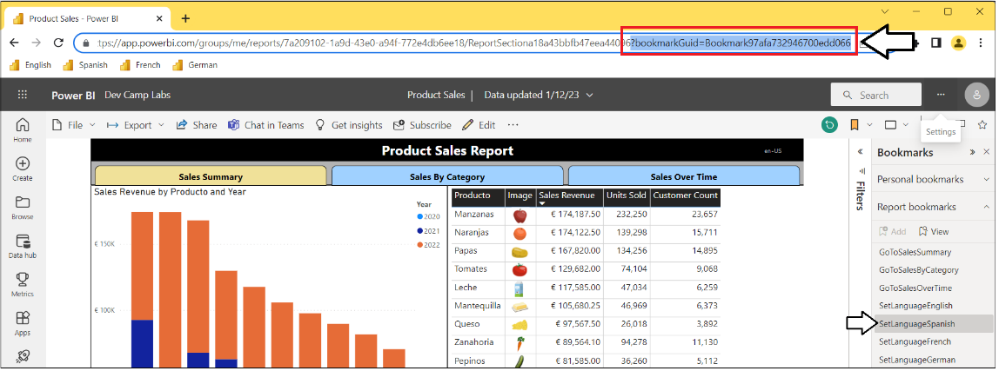 Product Sales - Power BI
:tps://app.powerbi.com/groups/me/reports/7a209102-1a9d-43e0-a94f-772e4db6ee18/ReportSectiona18a43bbfb47eea44096?bookmarkGuid=Bookmark97afa732946700edd066
English Spanish French German
Power BI Dev Camp Labs Product Sales | Data updated 1/12/23 Search
File Export Share Chat in Teams Get insights Subscribe Edit
Settings
Home
Create
Browse
Data hub
Metrics
Apps
Product Sales Report
en-US
Sales Summary Sales By Category Sales Over Time
Sales Revenue by Producto and Year
Year
2020
2021
2022
€ 150K
€ 100K
Producto Image Sales Revenue Units Sold Customer Count
Manzanas € 174,187.50 232,250 23,657
Naranjas € 174,122.50 139,298 15,711
Papas € 167,820.00 134,256 14,895
Tomates € 129,682.00 74,104 9,068
Leche € 117,585.00 47,034 6,259
Mantequilla € 105,680.25 46,969 6,373
Queso € 97,567.50 26,018 3,892
Zanahoria € 89,564.10 94,278 11,130
Pepinos € 81,585.00 36,260 5,112
Filters
Bookmarks
Personal bookmarks
Report bookmarks
Add View
GoToSalesSummary
GoToSalesByCategory
GoToSalesOverTime
SetLanguageEnglish
SetLanguageSpanish
SetLanguageFrench
SetLanguageGerman